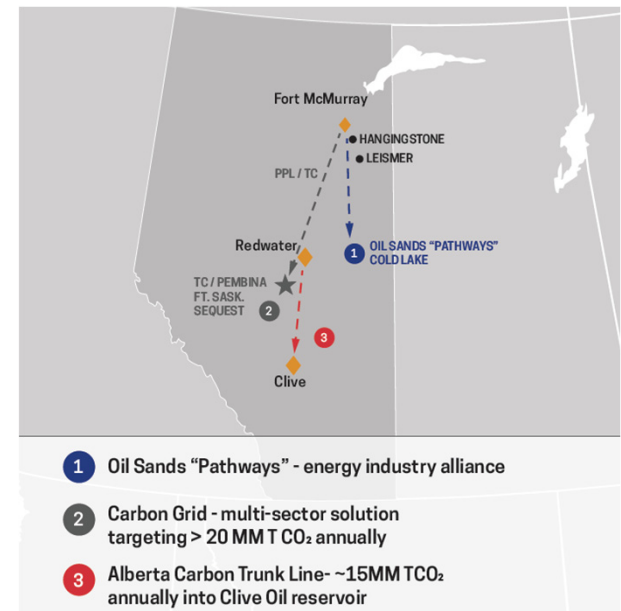 Fort McMurray
HANGINGSTONE
LEISMER
PPL / TC
Redwater
1
OIL SANDS “PATHWAYS”
COLD LAKE
TC / PEMBINA
FT. SASK.
SEQUEST
2
3
Clive
1 Oil Sands “Pathways” - energy industry alliance
2 Carbon Grid - multi-sector solution
targeting > 20 MM T CO₂ annually
3 Alberta Carbon Trunk Line- ~15MM TCO₂
annually into Clive Oil reservoir